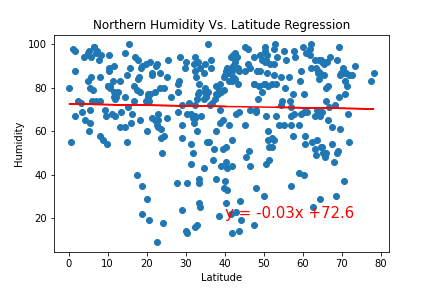 Northern Humidity Vs. Latitude Regression
100
80
60
40
20
Humidity
y = -0.03x +72.6
0 10 20 30 40 50 60 70 80
Latitude